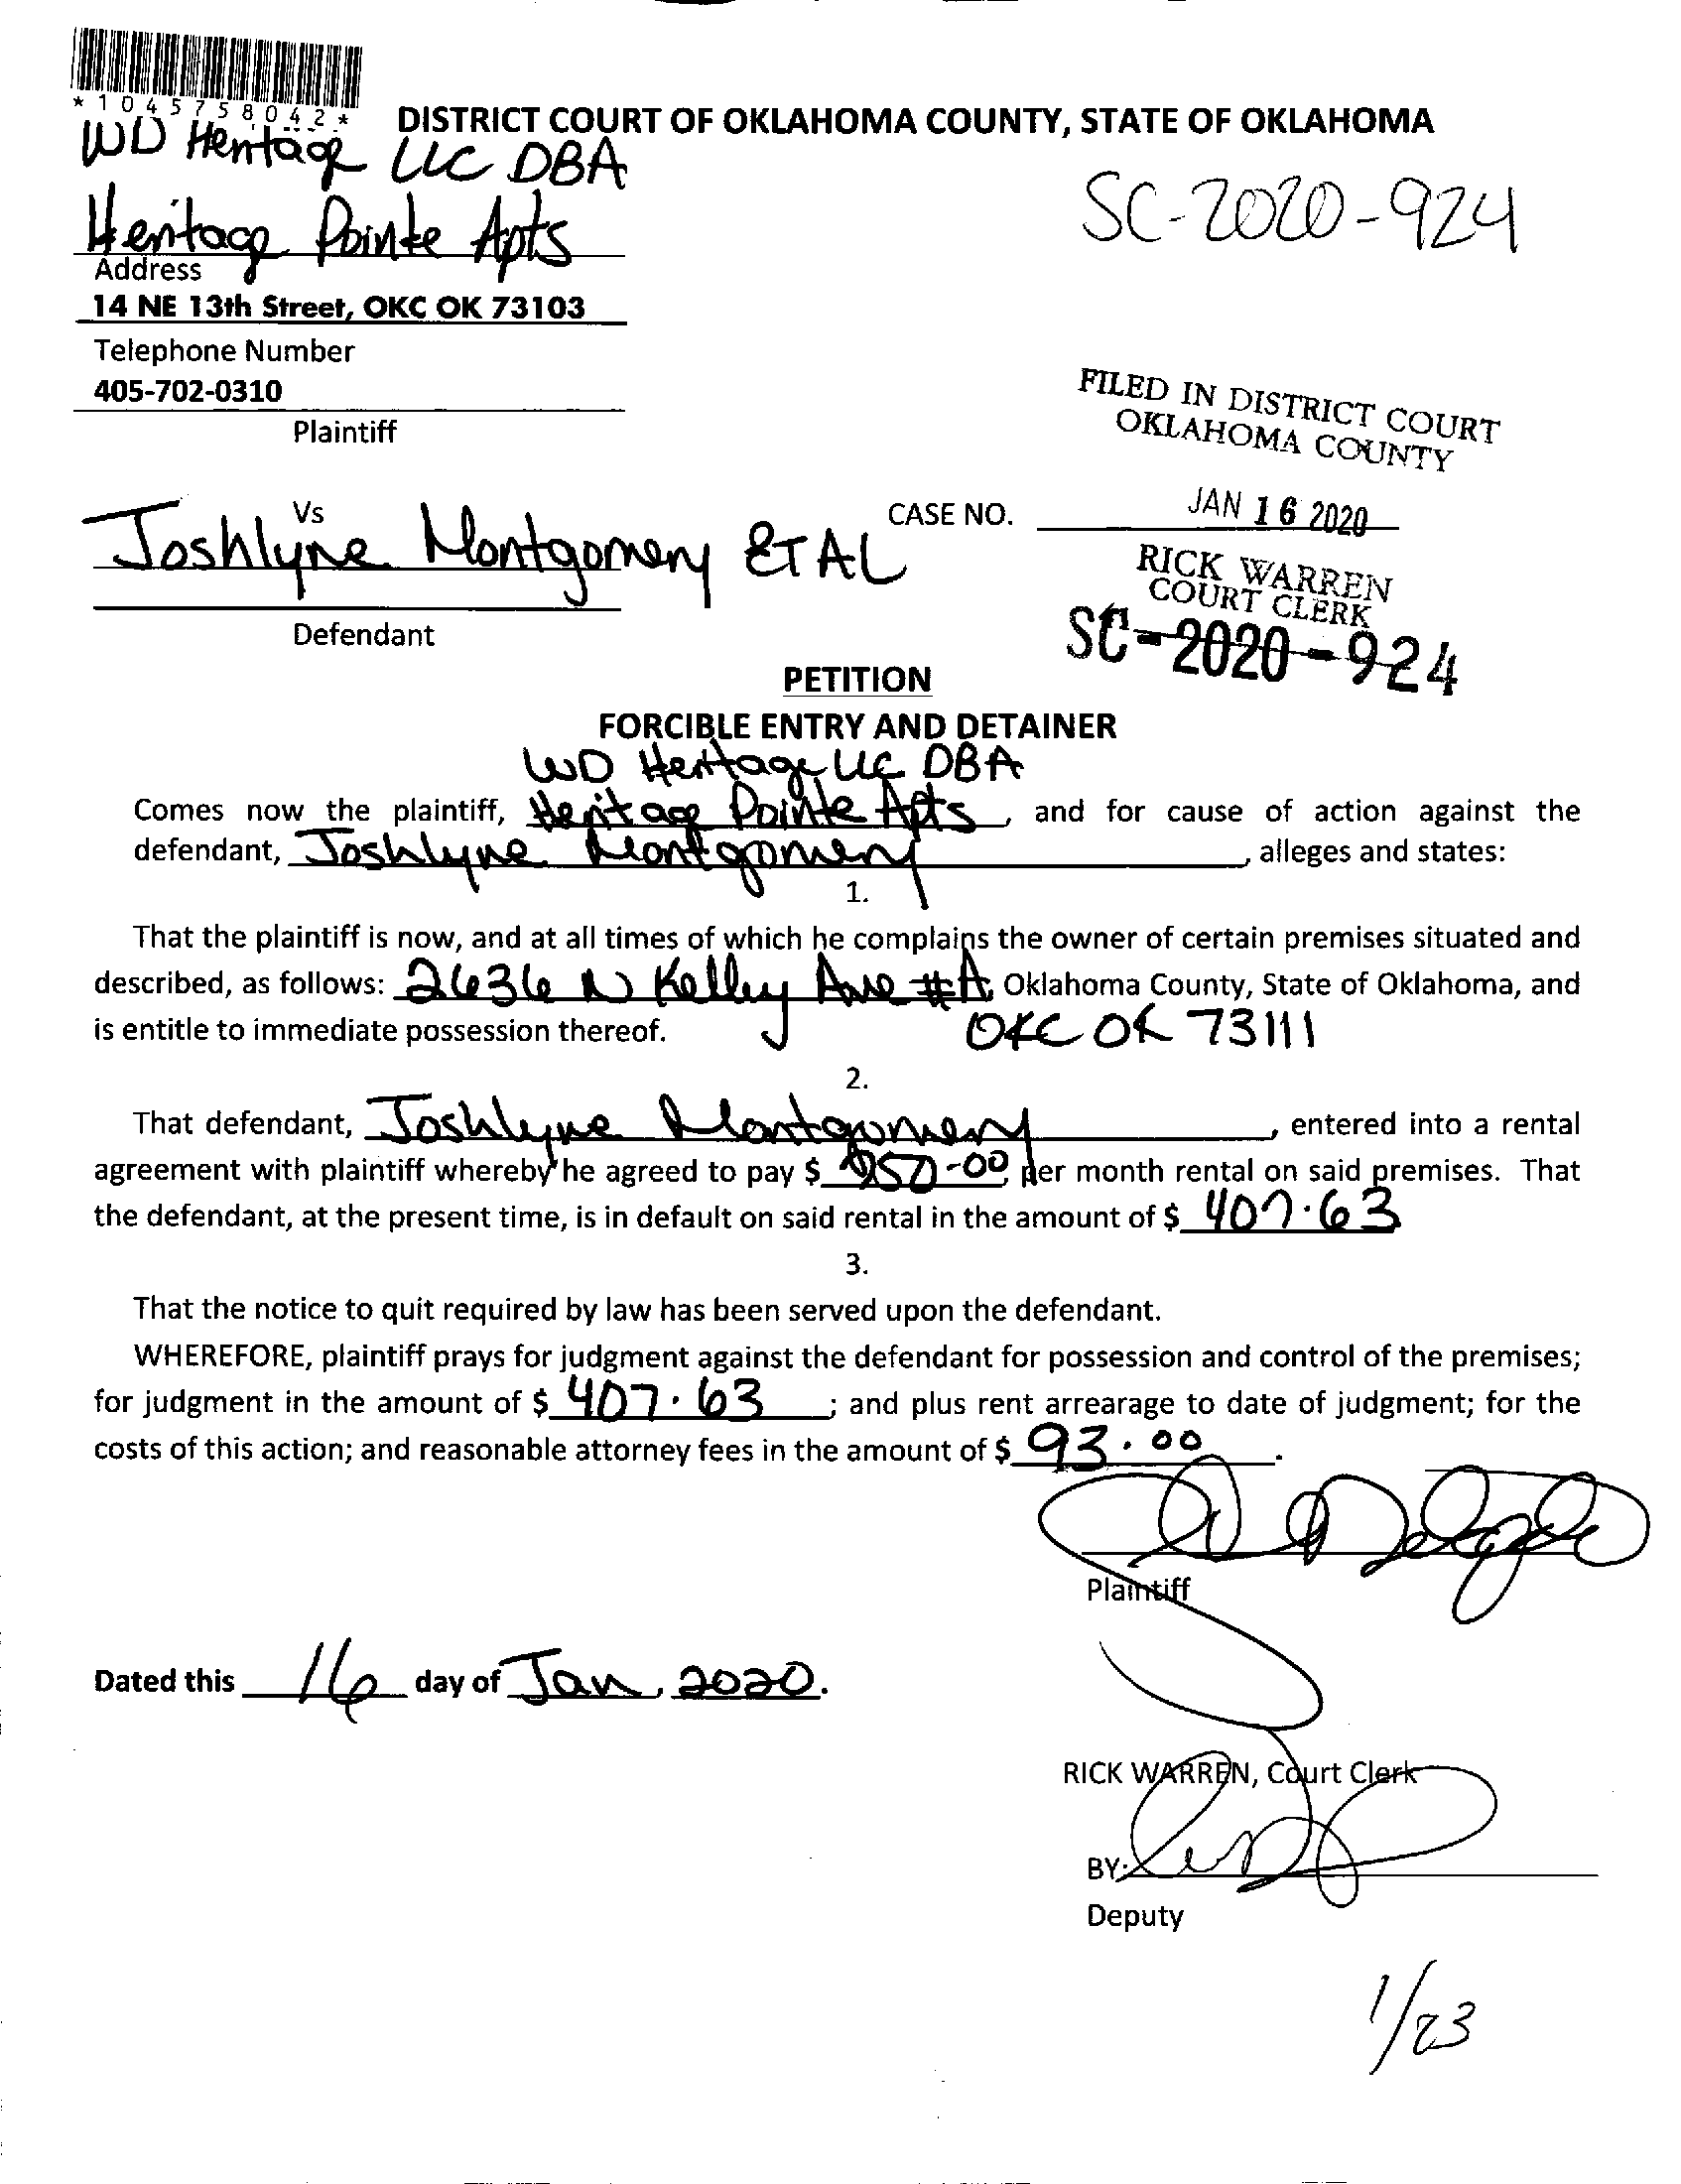 *1045758042*
DISTRICT COURT OF OKLAHOMA COUNTY, STATE OF OKLAHOMA
WD Heritage LLC DBA
Heritage Pointe Apts
SC-2020-924
Address
14 NE 13th Street, OKC OK 73103
Telephone Number
405-702-0310
Plaintiff
FILED IN DISTRICT COURT
OKLAHOMA COUNTY
JAN 16 2020
RICK WARREN
COURT CLERK
SC-2020-924
Vs
CASE NO.
Joshlyne Montgomery ET AL
Defendant
PETITION
FORCIBLE ENTRY AND DETAINER
WD Heritage LLC DBA
Comes now the plaintiff, Heritage Pointe Apts, and for cause of action against the
defendant, Joshlyne Montgomery, alleges and states:
1.
That the plaintiff is now, and at all times of which he complains the owner of certain premises situated and
described, as follows: 2636 N Kelley Ave #A, Oklahoma County, State of Oklahoma, and
is entitle to immediate possession thereof. OKC OK 73111
2.
That defendant, Joshlyne Montgomery, entered into a rental
agreement with plaintiff whereby he agreed to pay $ per month rental on said premises. That
the defendant, at the present time, is in default on said rental in the amount of $ 407.63
3.
That the notice to quit required by law has been served upon the defendant.
WHEREFORE, plaintiff prays for judgment against the defendant for possession and control of the premises;
for judgment in the amount of $ 407.63; and plus rent arrearage to date of judgment; for the
costs of this action; and reasonable attorney fees in the amount of $ 93.00.
Plaintiff
Dated this 16 day of Jan, 2020.
RICK WARREN, Court Clerk
BY:
Deputy
1/23